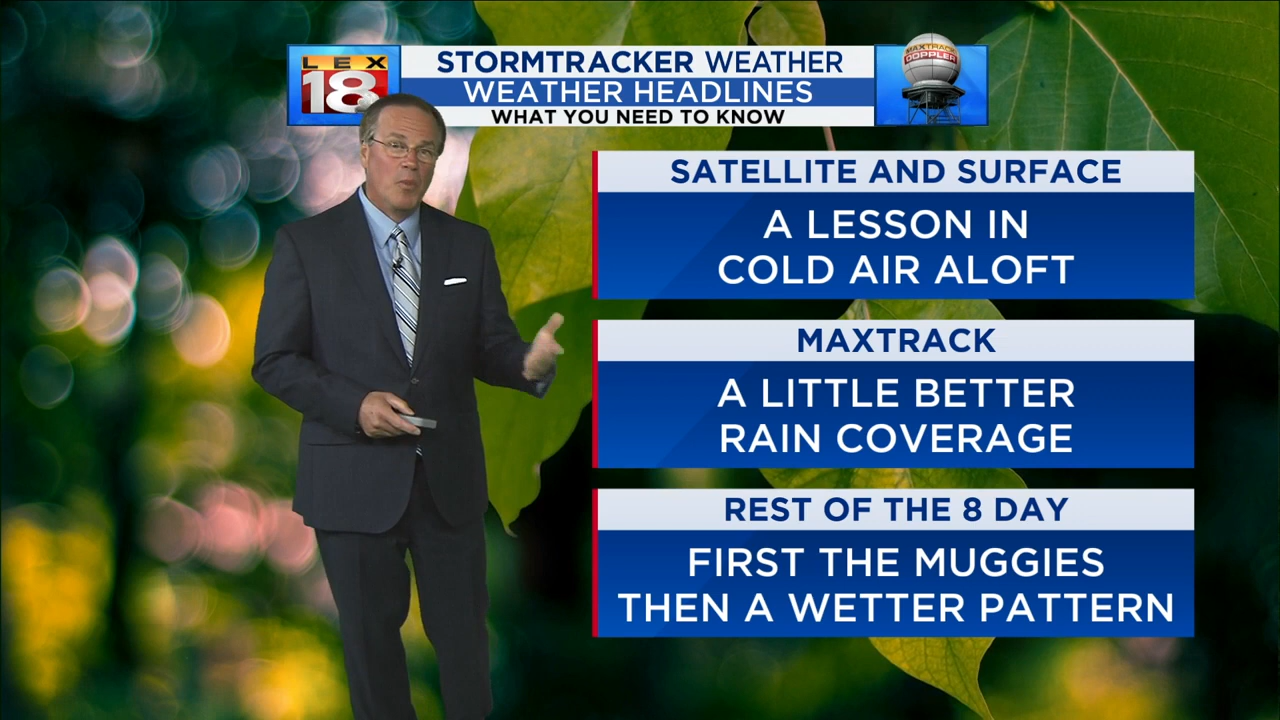 LEX
18
STORMTRACKER WEATHER
WEATHER HEADLINES
WHAT YOU NEED TO KNOW
MAXTRACK
DOPPLER
SATELLITE AND SURFACE
A LESSON IN
COLD AIR ALOFT
MAXTRACK
A LITTLE BETTER
RAIN COVERAGE
REST OF THE 8 DAY
FIRST THE MUGGIES
THEN A WETTER PATTERN